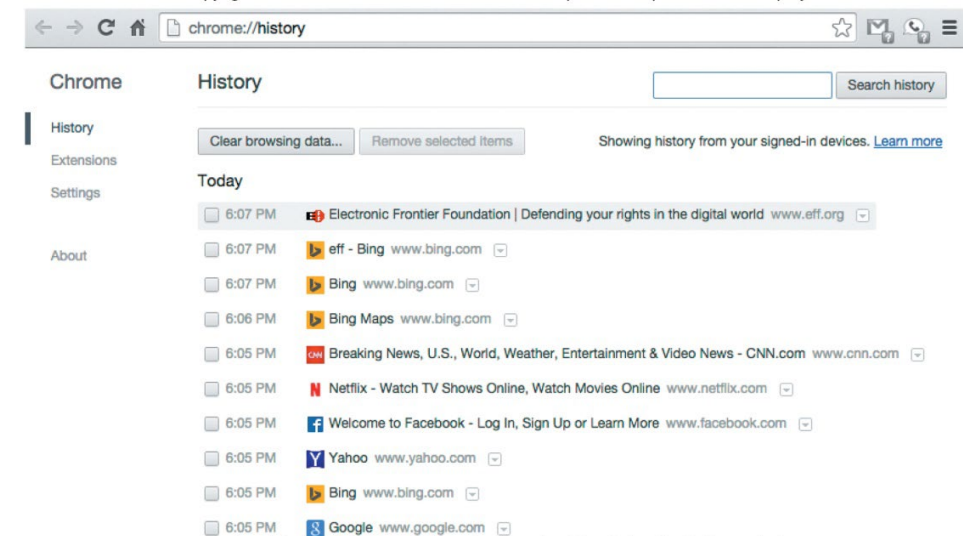 chrome://history
Chrome
History
Search history
History
Extensions
Settings
About
Clear browsing data...
Remove selected items
Showing history from your signed-in devices. Learn more
Today
6:07 PM Electronic Frontier Foundation | Defending your rights in the digital world www.eff.org
6:07 PM eff - Bing www.bing.com
6:07 PM Bing www.bing.com
6:06 PM Bing Maps www.bing.com
6:05 PM CNN Breaking News, U.S., World, Weather, Entertainment & Video News - CNN.com www.cnn.com
6:05 PM N Netflix - Watch TV Shows Online, Watch Movies Online www.netflix.com
6:05 PM f Welcome to Facebook - Log In, Sign Up or Learn More www.facebook.com
6:05 PM Y Yahoo www.yahoo.com
6:05 PM Bing www.bing.com
6:05 PM 8 Google www.google.com